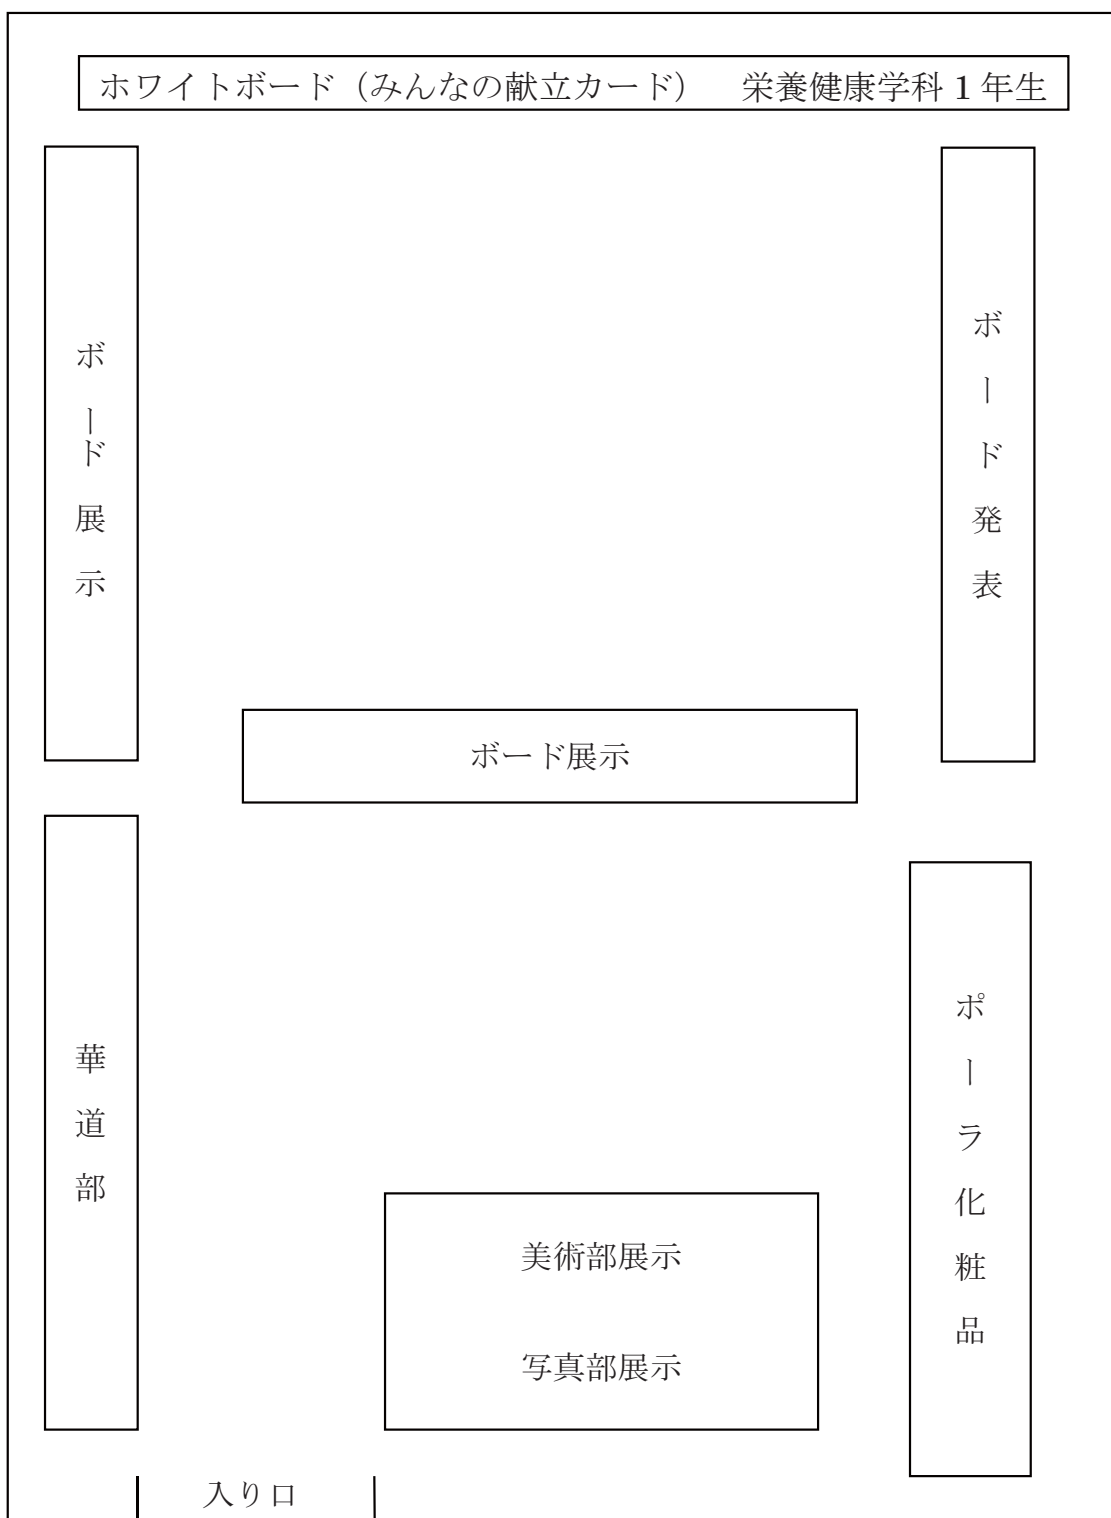 ホワイトボード（みんなの献立カード）　栄養健康学科 1 年生
ボード展示
ボード発表
ボード展示
華道部
ポーラ化粧品
美術部展示
写真部展示
入り口